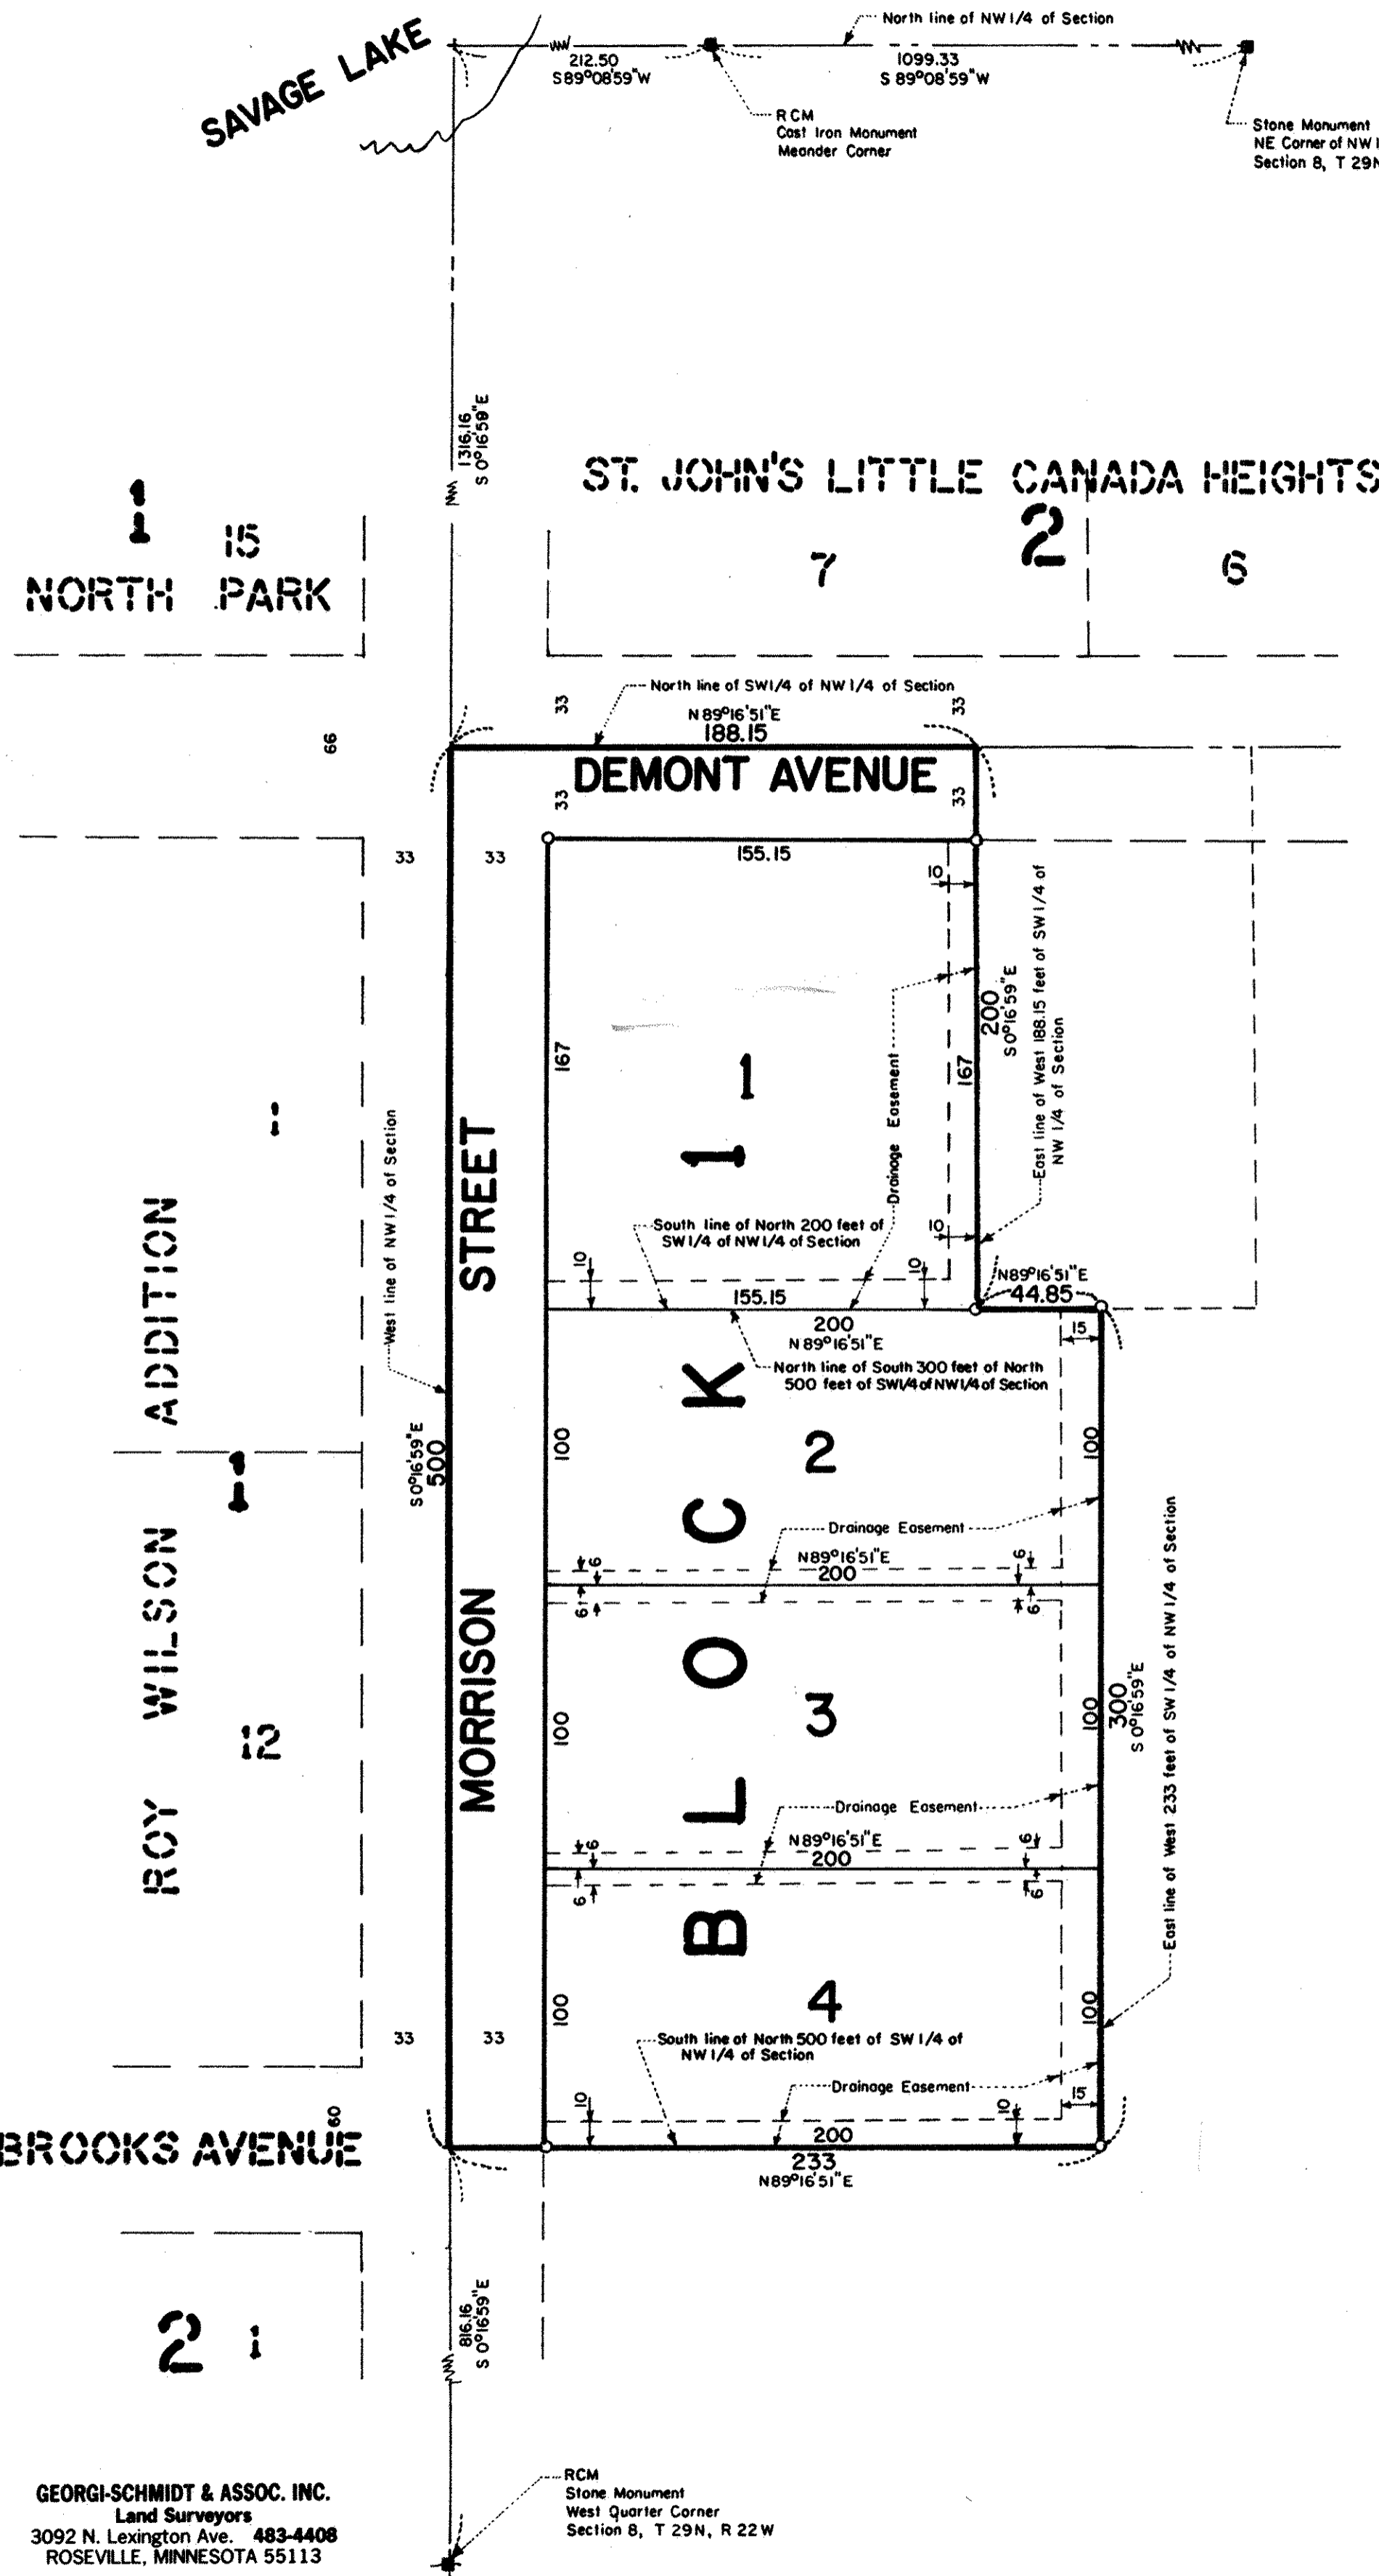 SAVAGE LAKE
North line of NW 1/4 of Section
212.50
S 89°08'59"W
1099.33
S 89°08'59"W
RCM
Cast Iron Monument
Meander Corner
Stone Monument
NE Corner of NW 1
Section 8, T 29N
1316.16
S 0°16'59"E
ST. JOHN'S LITTLE CANADA HEIGHTS
1
15
NORTH PARK
7
2
6
North line of SW1/4 of NW 1/4 of Section
33
33
N 89°16'51"E
188.15
66
DEMONT AVENUE
33
33
33
33
155.15
10
167
167
200
S 0°16'59"E
East line of West 188.15 feet of SW 1/4 of
NW 1/4 of Section
Drainage Easement
1
1
1
West line of NW 1/4 of Section
STREET
ROY WILSON ADDITION
South line of North 200 feet of
SW 1/4 of NW 1/4 of Section
10
10
10
155.15
N 89°16'51"E
44.85
200
N 89°16'51"E
15
North line of South 300 feet of North
500 feet of SW1/4 of NW1/4 of Section
S 0°16'59"E
500
100
2
100
1
BLOCK
Drainage Easement
N 89°16'51"E
200
6
6
6
6
MORRISON
12
100
3
100
300
S 0°16'59"E
East line of West 233 feet of SW 1/4 of NW 1/4 of Section
Drainage Easement
N 89°16'51"E
200
6
6
6
6
100
4
100
33
33
South line of North 500 feet of SW 1/4 of
NW 1/4 of Section
Drainage Easement
10
10
15
60
BROOKS AVENUE
200
233
N 89°16'51"E
2
1
816.16
S 0°16'59"E
RCM
Stone Monument
West Quarter Corner
Section 8, T 29N, R 22W
GEORGI-SCHMIDT & ASSOC. INC.
Land Surveyors
3092 N. Lexington Ave. 483-4408
ROSEVILLE, MINNESOTA 55113